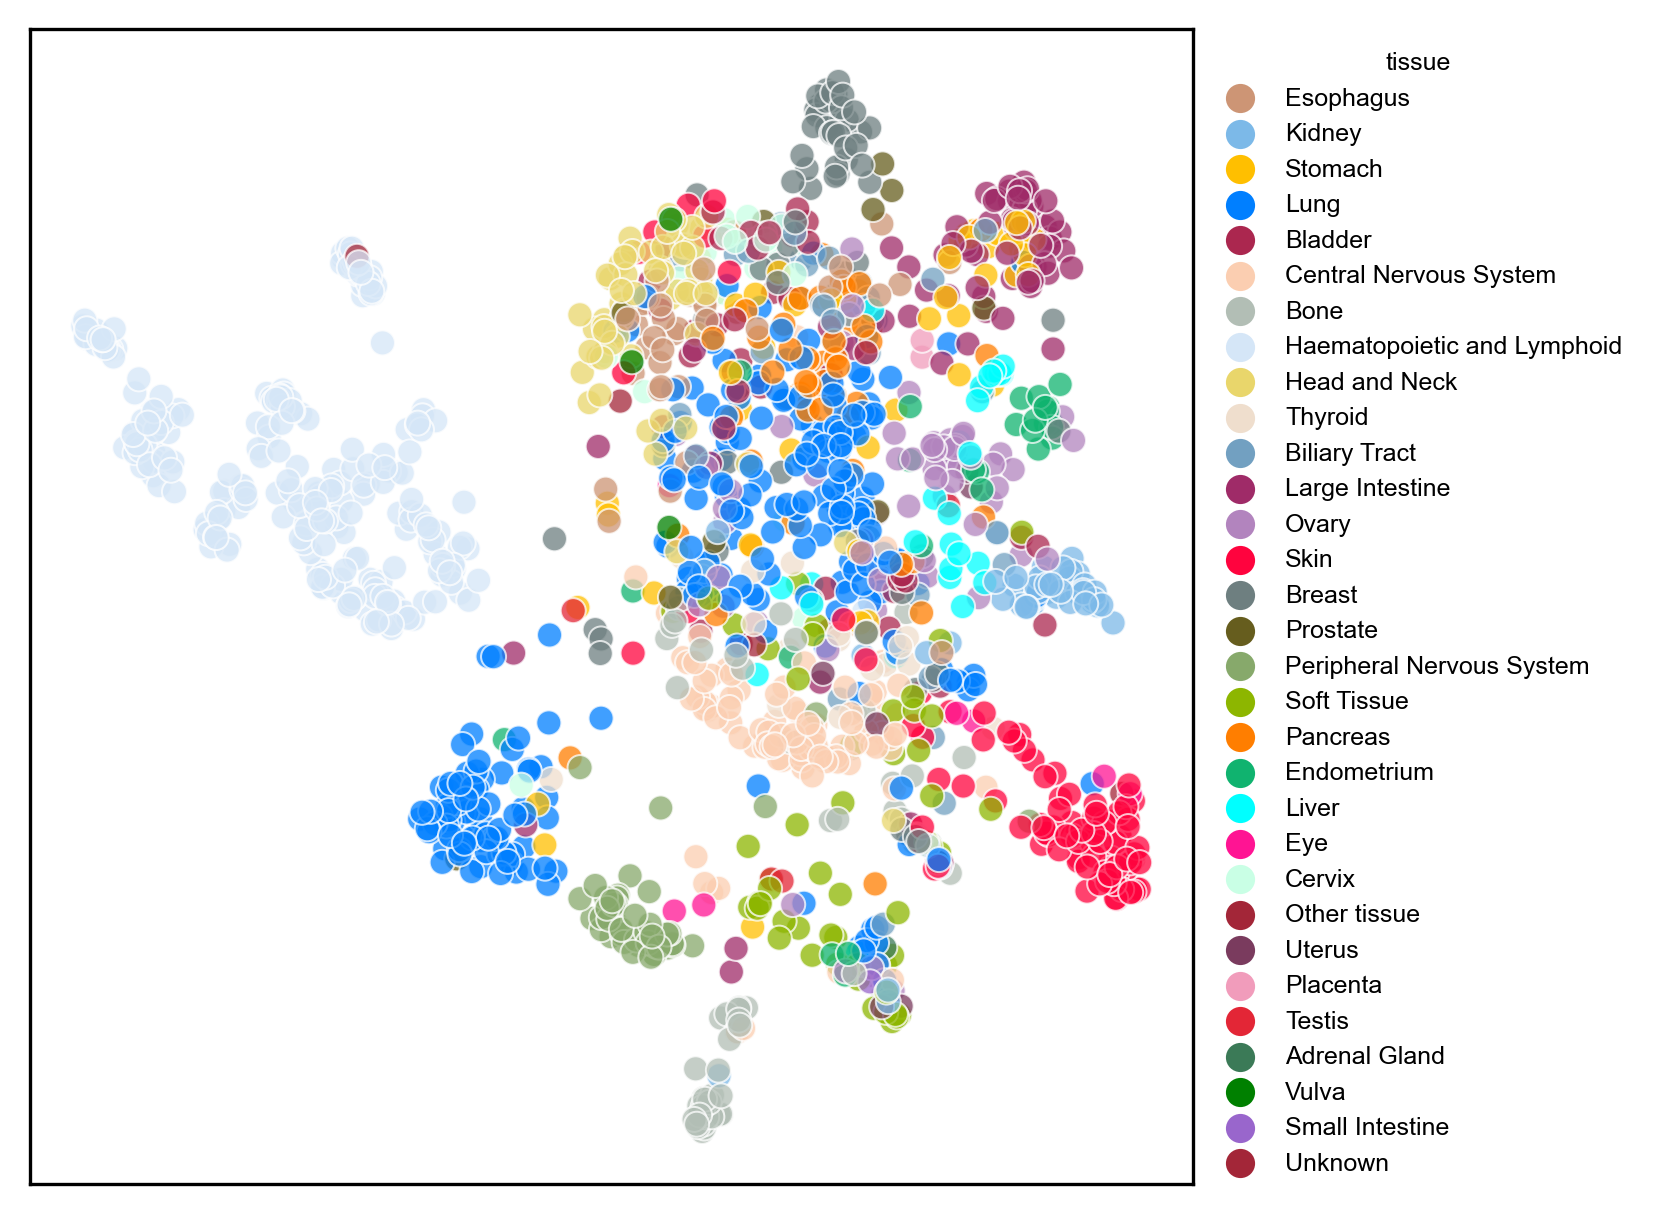 tissue
Esophagus
Kidney
Stomach
Lung
Bladder
Central Nervous System
Bone
Haematopoietic and Lymphoid
Head and Neck
Thyroid
Biliary Tract
Large Intestine
Ovary
Skin
Breast
Prostate
Peripheral Nervous System
Soft Tissue
Pancreas
Endometrium
Liver
Eye
Cervix
Other tissue
Uterus
Placenta
Testis
Adrenal Gland
Vulva
Small Intestine
Unknown